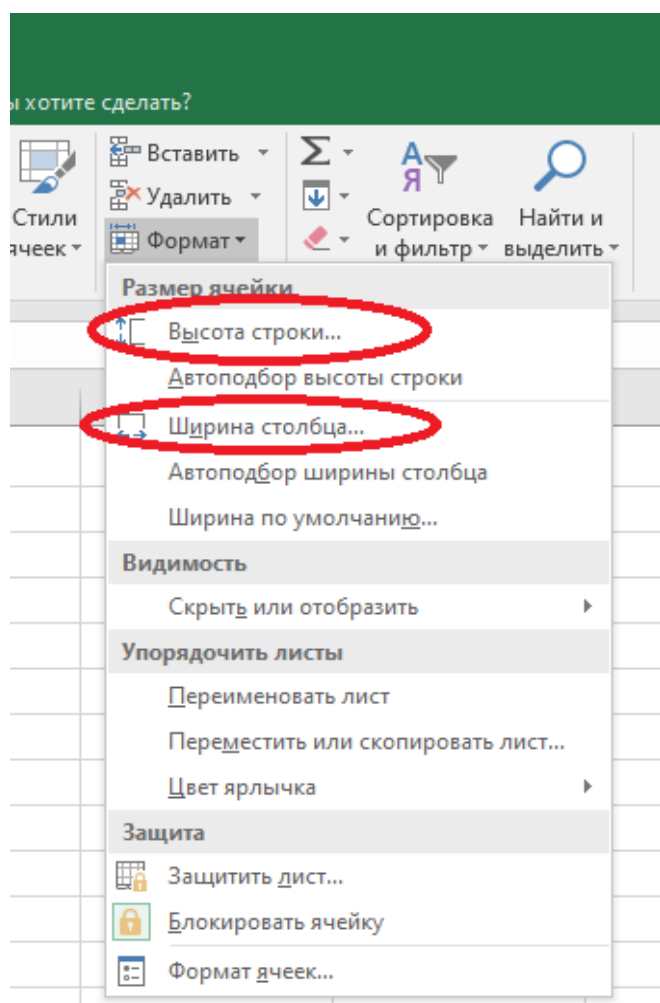 ы хотите сделать?
Вставить
Удалить
Формат
Стили
ячеек
Σ
А
Я
Сортировка
и фильтр
Найти и
выделить
Размер ячейки
Высота строки...
Автоподбор высоты строки
Ширина столбца...
Автоподбор ширины столбца
Ширина по умолчанию...
Видимость
Скрыть или отобразить
Упорядочить листы
Переименовать лист
Переместить или скопировать лист...
Цвет ярлычка
Защита
Защитить лист...
Блокировать ячейку
Формат ячеек...